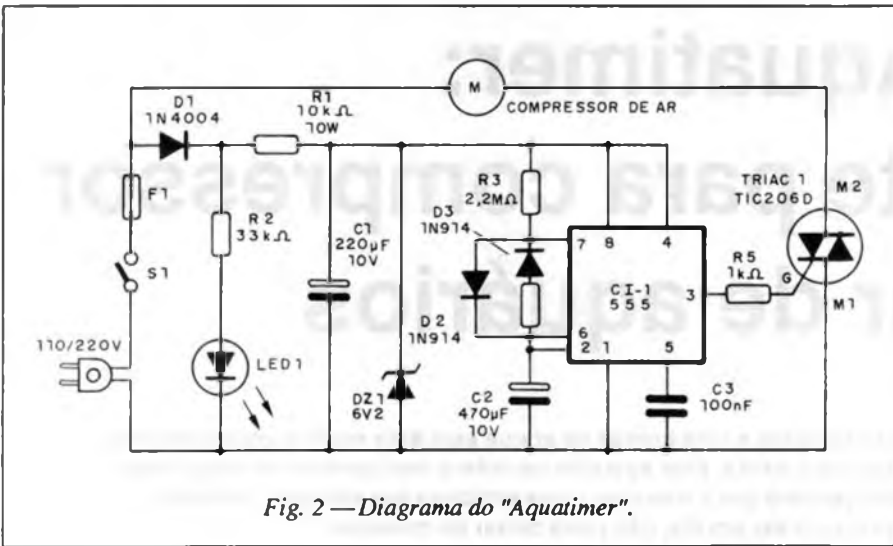 M
COMPRESSOR DE AR
D1
1N4004
R1
10kΩ
10W
F1
S1
110/220V
R2
33kΩ
LED1
C1
220µF
10V
DZ1
6V2
R3
2,2MΩ
D3
1N914
D2
1N914
C2
470µF
10V
7
8
4
CI-1
555
3
6
2
1
5
R5
1kΩ
G
C3
100nF
TRIAC 1
TIC206D
M2
M1
Fig. 2 — Diagrama do "Aquatimer".